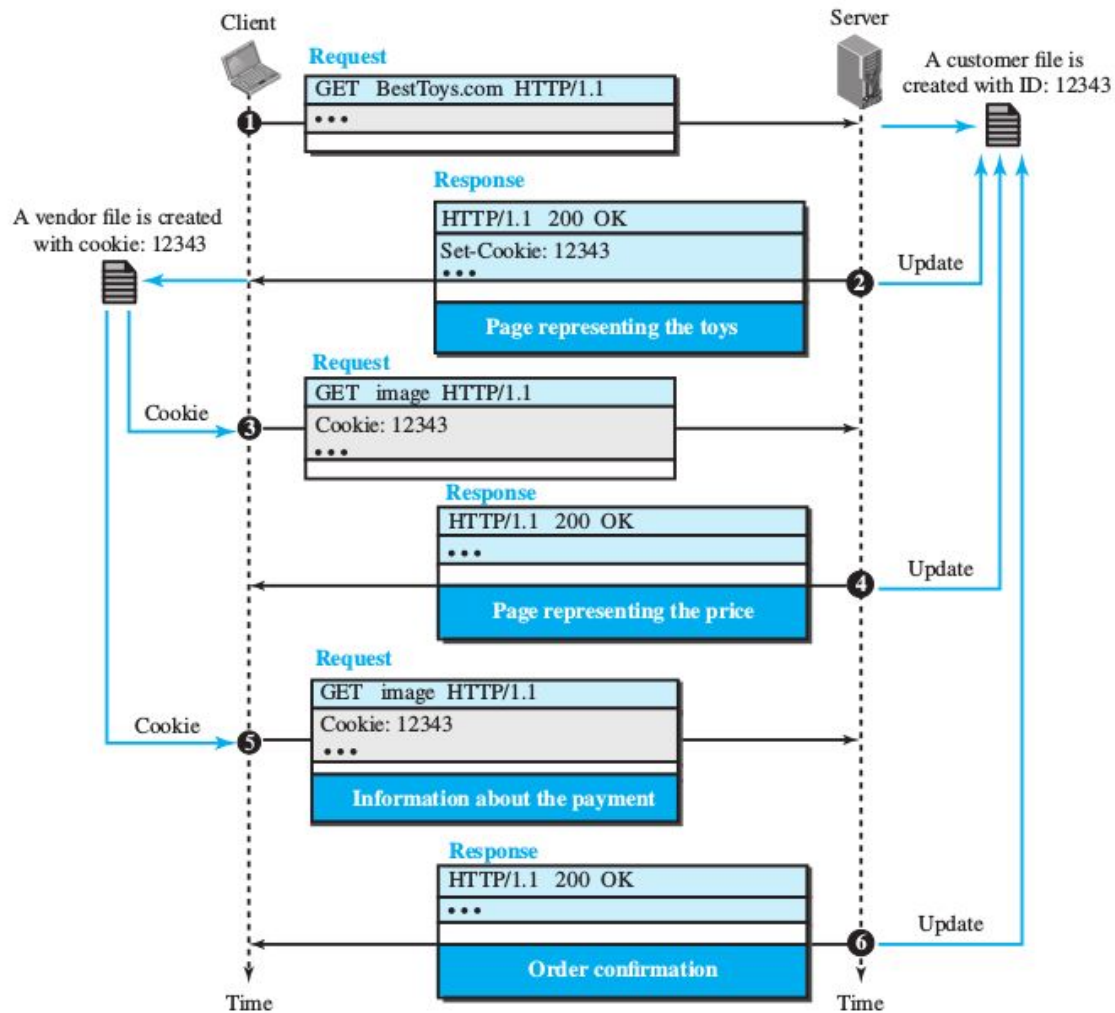 Client
Server
Request
GET BestToys.com HTTP/1.1
•••
A customer file is
created with ID: 12343
1
Response
HTTP/1.1 200 OK
Set-Cookie: 12343
•••
Page representing the toys
A vendor file is created
with cookie: 12343
2
Update
Request
GET image HTTP/1.1
Cookie: 12343
•••
Cookie
3
Response
HTTP/1.1 200 OK
•••
Page representing the price
4
Update
Request
GET image HTTP/1.1
Cookie: 12343
•••
Information about the payment
Cookie
5
Response
HTTP/1.1 200 OK
•••
Order confirmation
6
Update
Time
Time